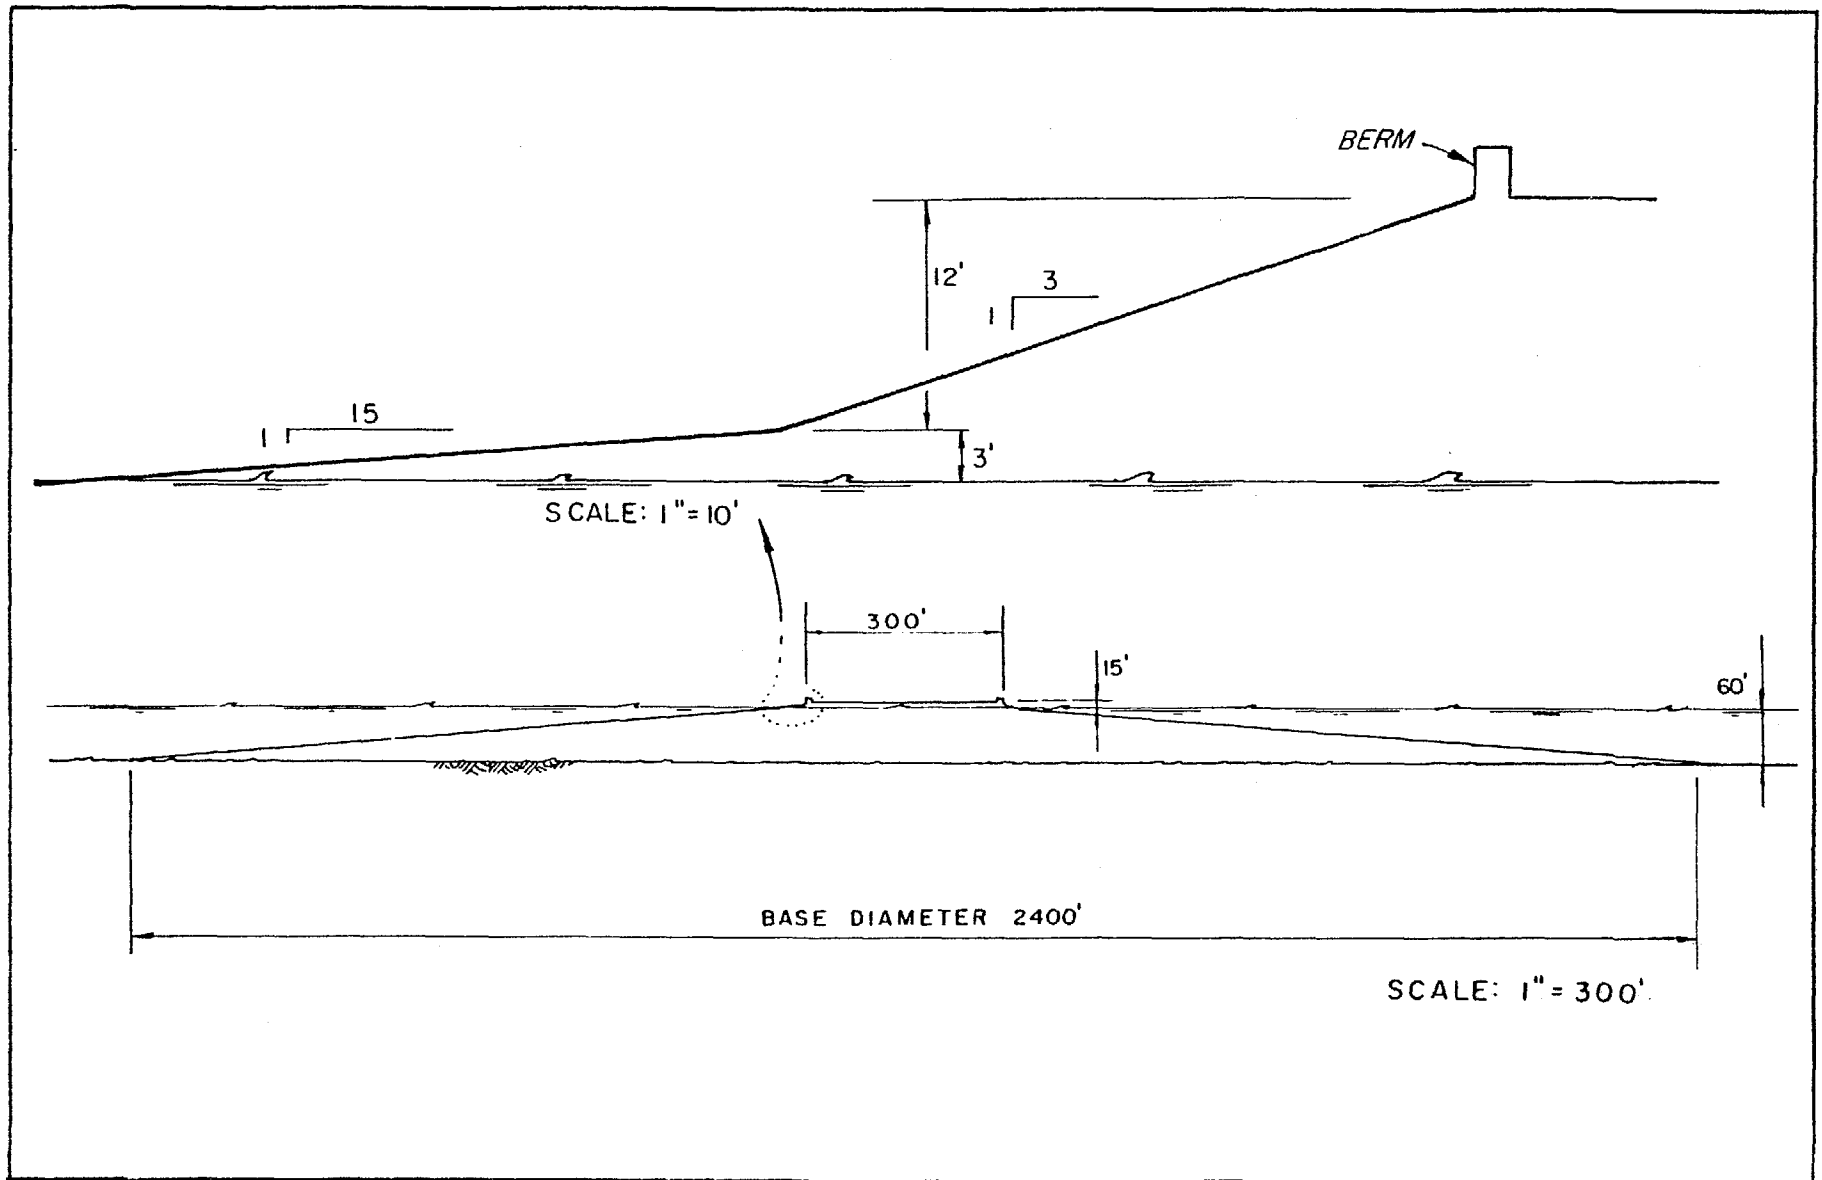 BERM
12'
3
1
15
1
3'
SCALE: 1"=10'
300'
15'
60'
BASE DIAMETER 2400'
SCALE: 1"=300'